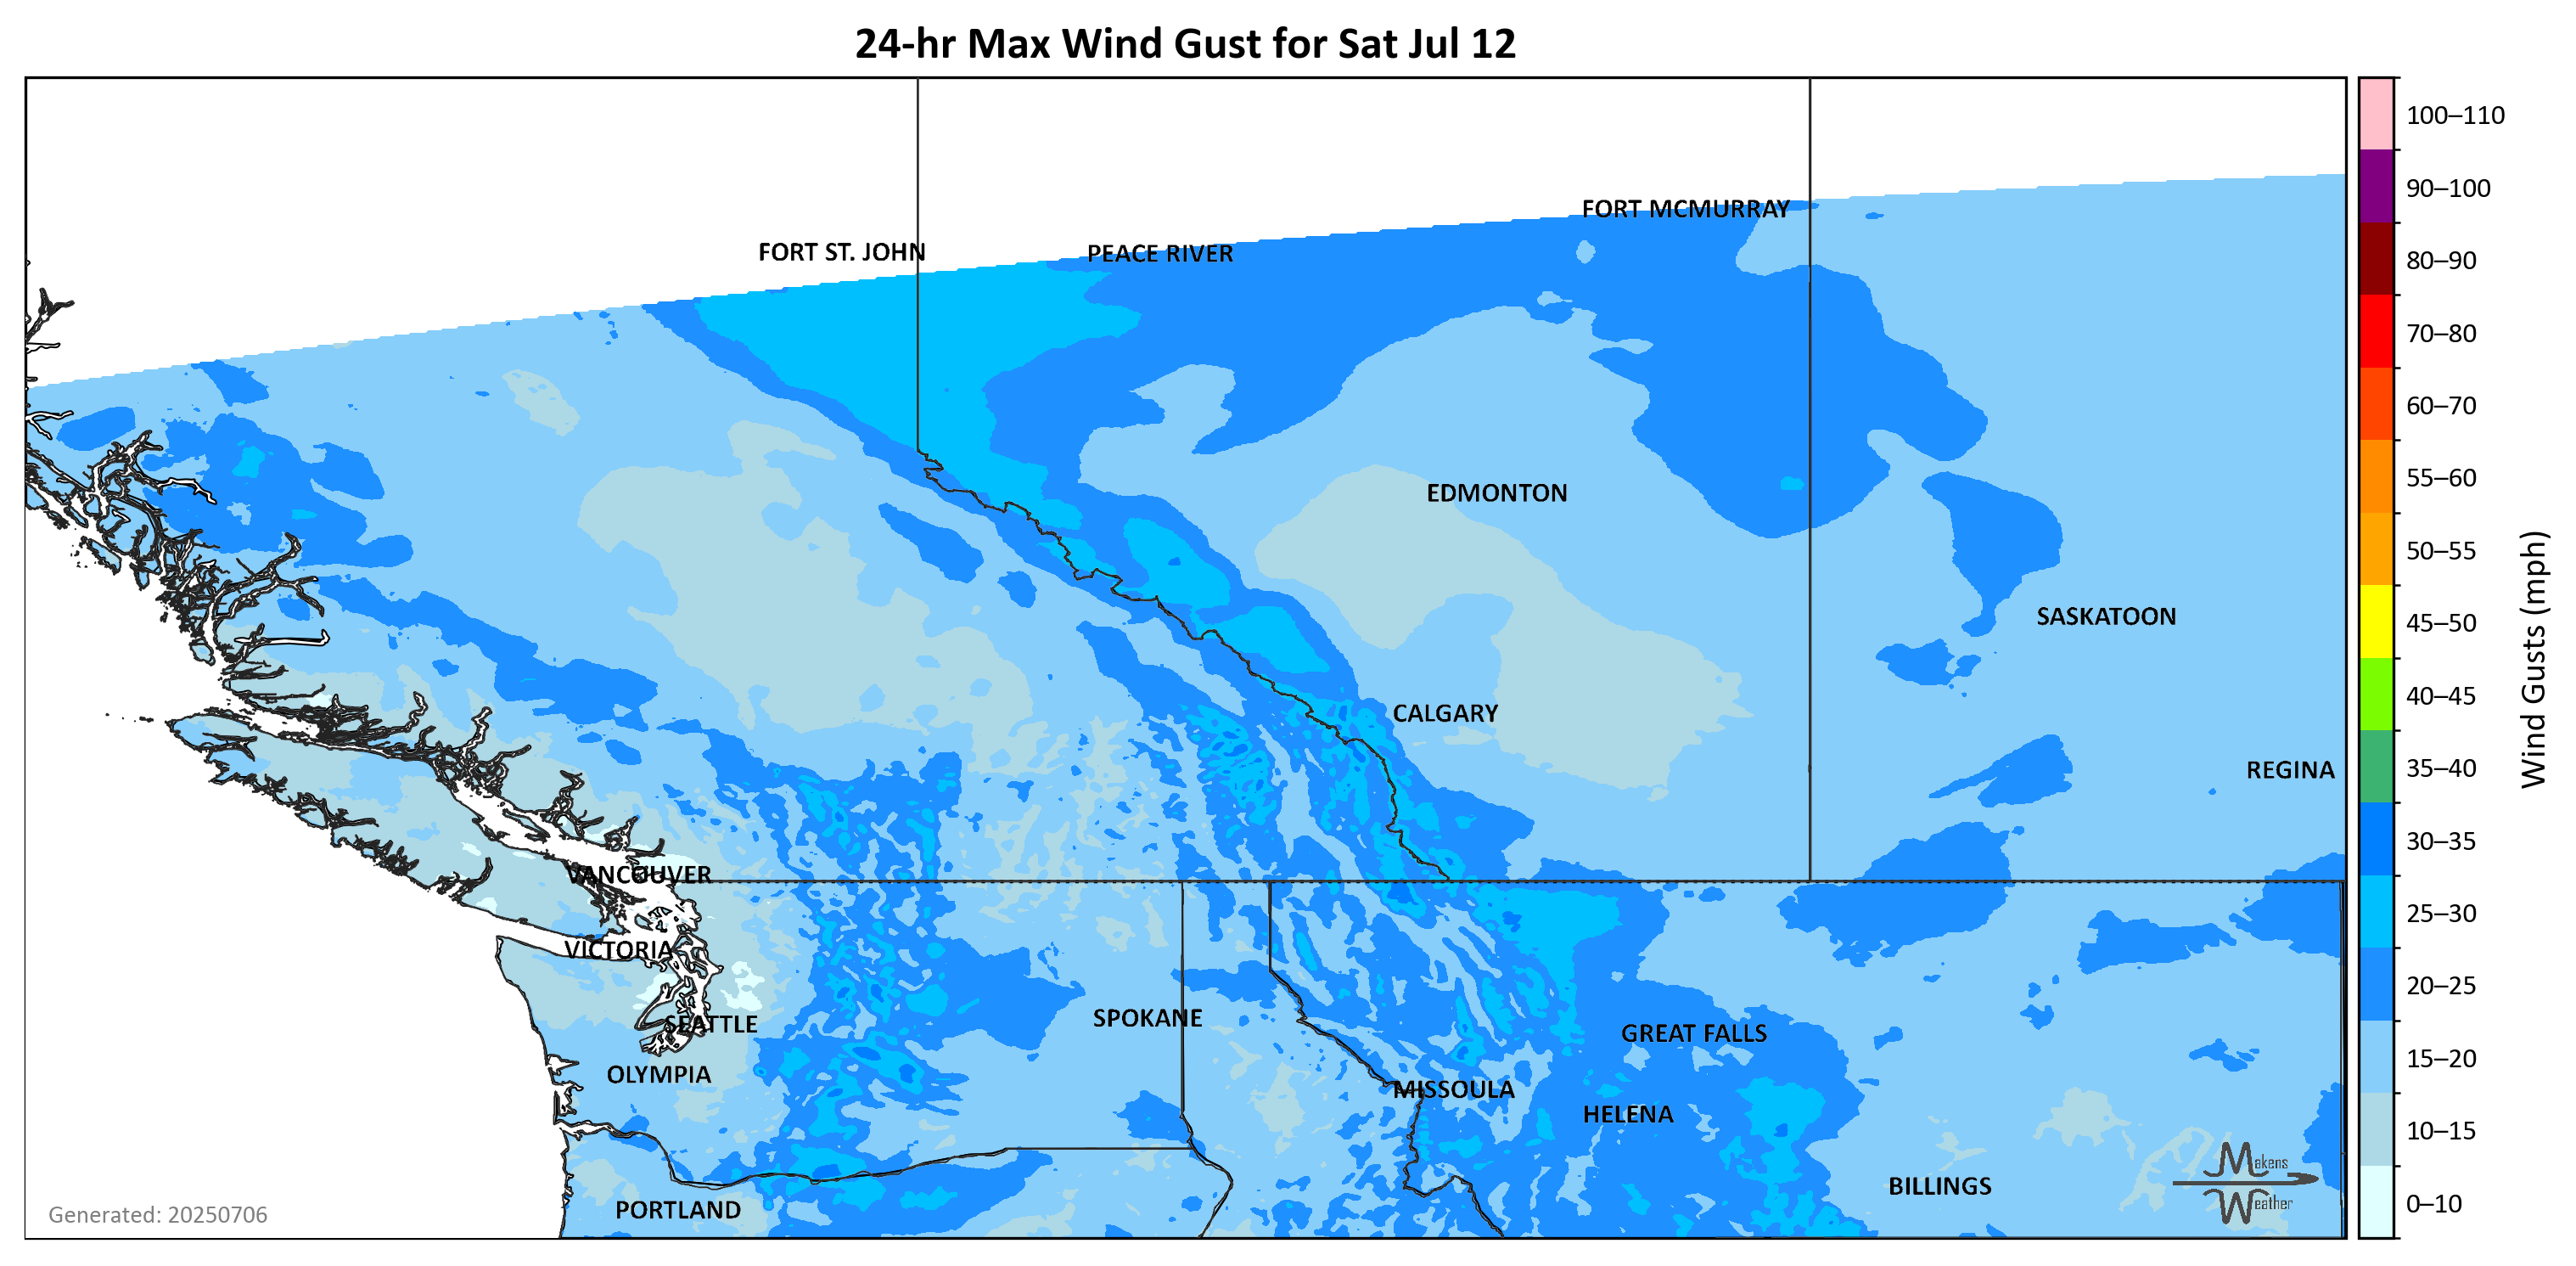 24-hr Max Wind Gust for Sat Jul 12
100–110
90–100
FORT MCMURRAY
FORT ST. JOHN
PEACE RIVER
80–90
70–80
60–70
55–60
EDMONTON
50–55
45–50
SASKATOON
Wind Gusts (mph)
40–45
CALGARY
35–40
REGINA
30–35
VANCOUVER
25–30
VICTORIA
20–25
SPOKANE
SEATTLE
GREAT FALLS
15–20
OLYMPIA
MISSOULA
HELENA
10–15
Makens
Weather
BILLINGS
0–10
PORTLAND
Generated: 20250706